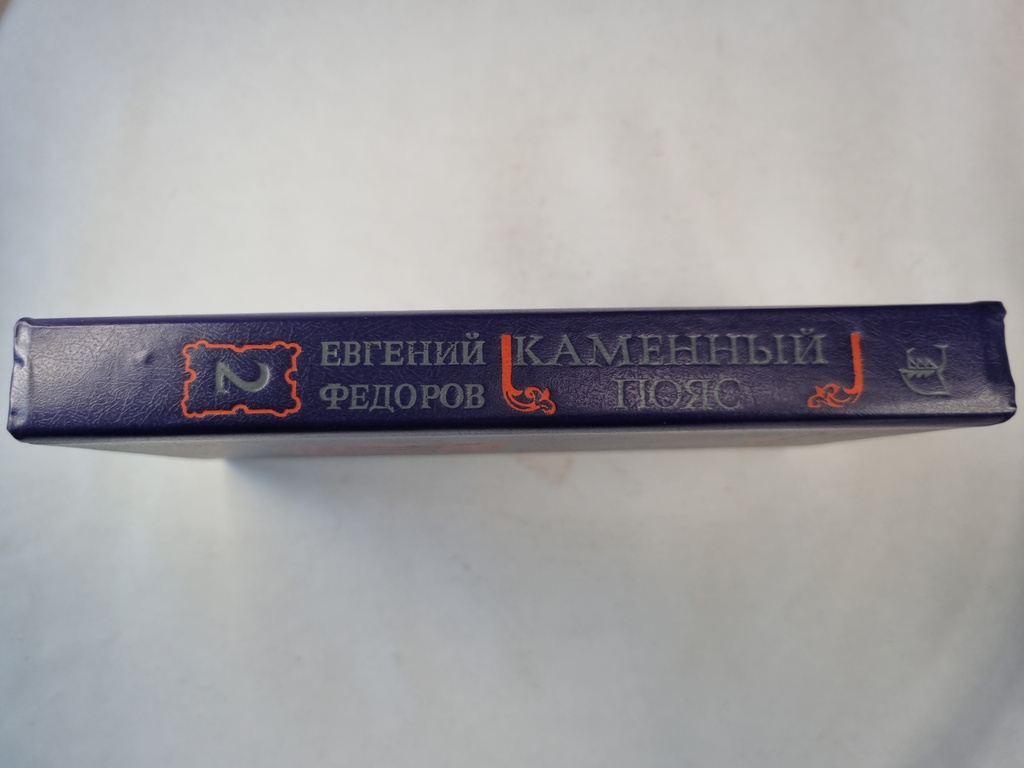 2
ЕВГЕНИЙ
ФЕДОРОВ
КАМЕННЫЙ
ПОЯС